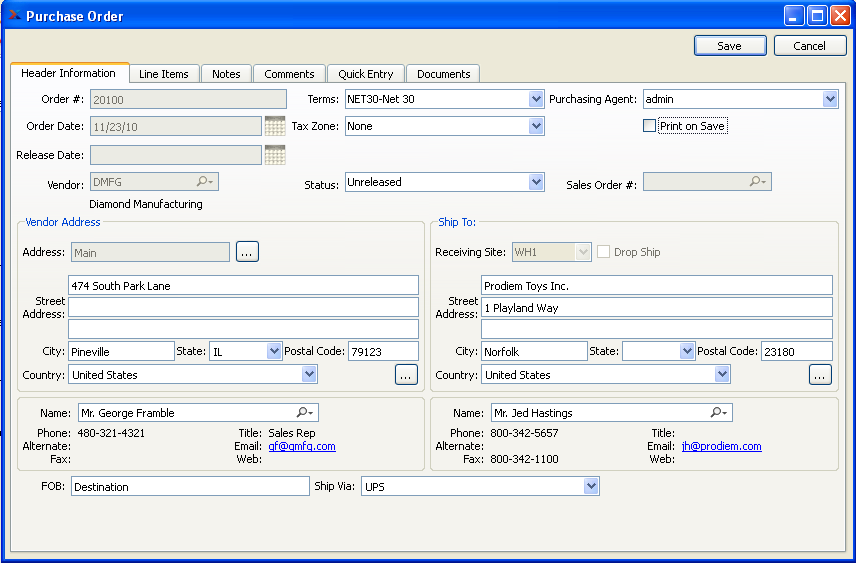 Purchase Order
Save Cancel
Header Information Line Items Notes Comments Quick Entry Documents
Order #: 20100 Terms: NET30-Net 30 Purchasing Agent: admin
Order Date: 11/23/10 Tax Zone: None Print on Save
Release Date:
Vendor: DMFG Status: Unreleased Sales Order #:
Diamond Manufacturing
Vendor Address
Address: Main ...
Street Address: 474 South Park Lane
City: Pineville State: IL Postal Code: 79123
Country: United States ...
Name: Mr. George Framble
Phone: 480-321-4321 Title: Sales Rep
Alternate: Email: gf@gmfg.com
Fax: Web:
Ship To:
Receiving Site: WH1 Drop Ship
Prodiem Toys Inc.
Street Address: 1 Playland Way
City: Norfolk State: Postal Code: 23180
Country: United States ...
Name: Mr. Jed Hastings
Phone: 800-342-5657 Title:
Alternate: Email: jh@prodiem.com
Fax: 800-342-1100 Web:
FOB: Destination Ship Via: UPS